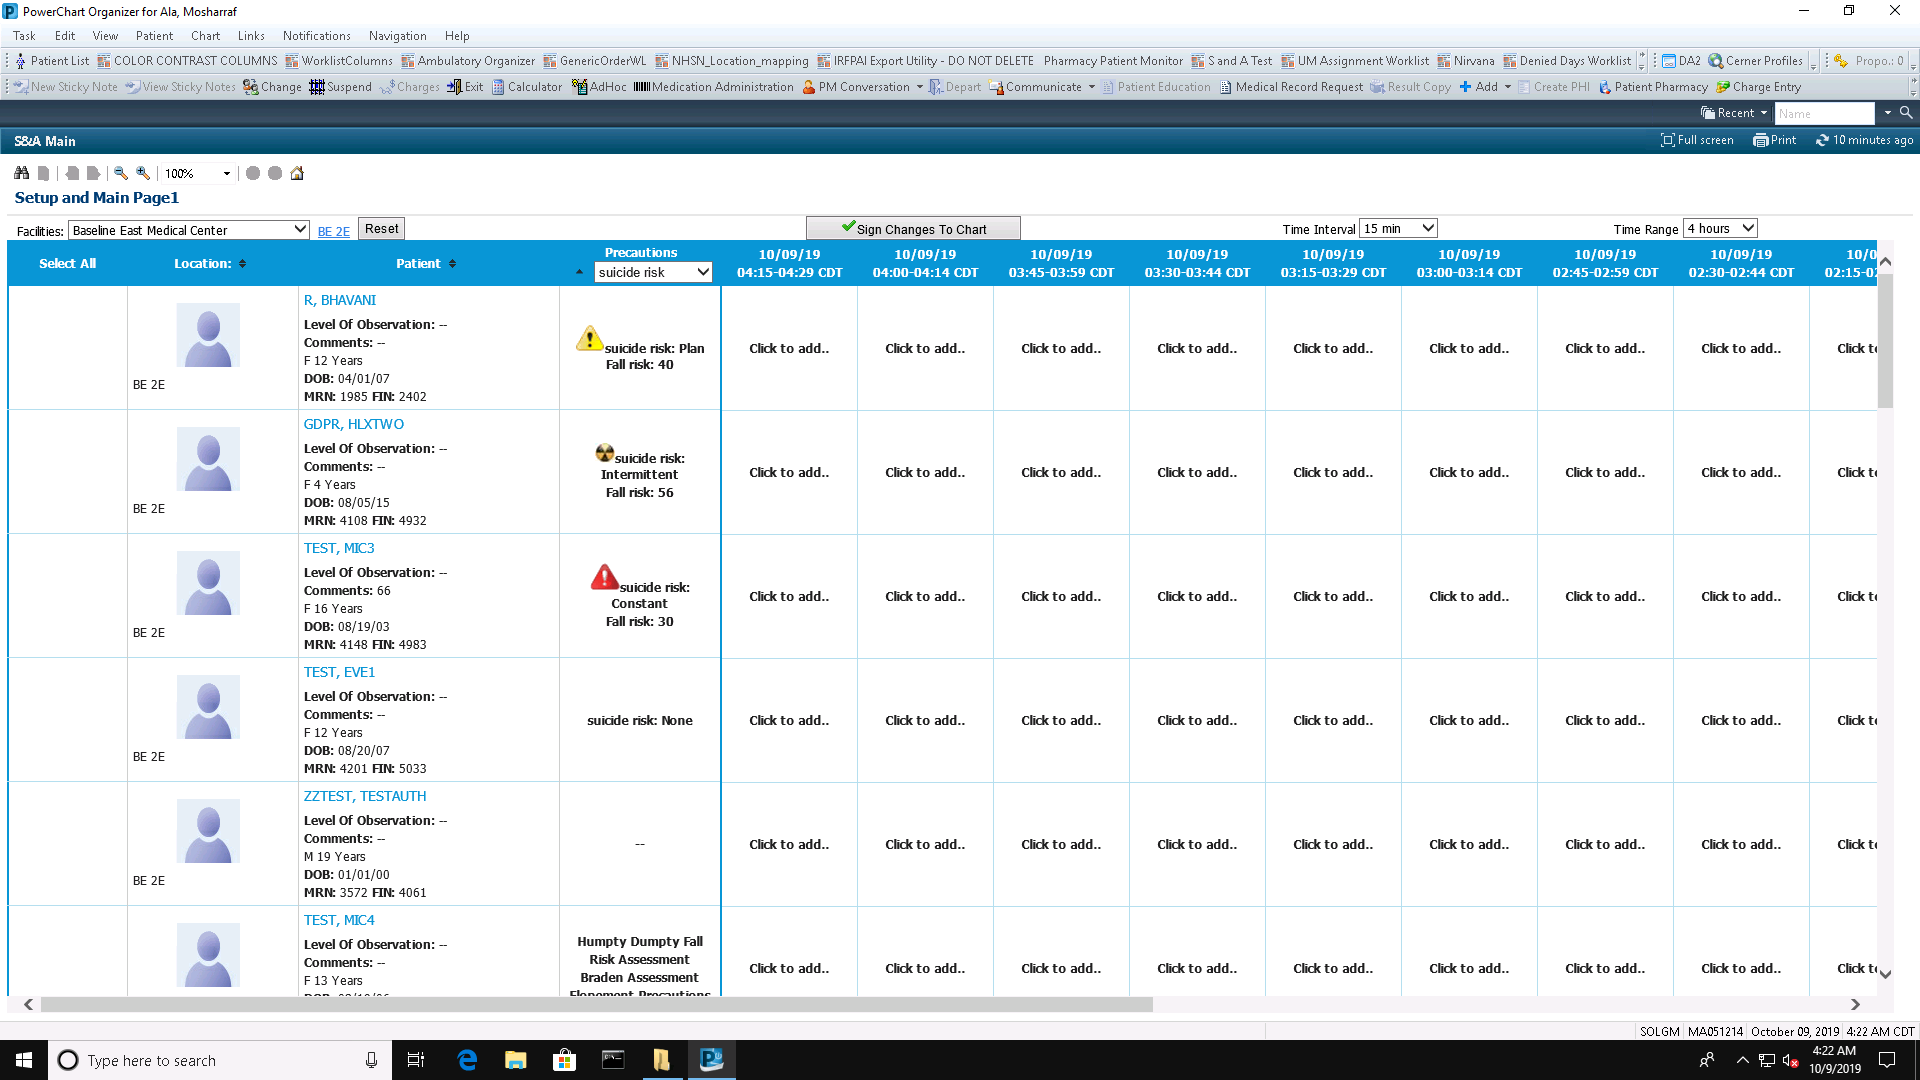 PowerChart Organizer for Ala, Mosharraf
Task Edit View Patient Chart Links Notifications Navigation Help
Patient List COLOR CONTRAST COLUMNS WorklistColumns Ambulatory Organizer GenericOrderWL NHSN_Location_mapping IRFPAI Export Utility - DO NOT DELETE Pharmacy Patient Monitor S and A Test UM Assignment Worklist Nirvana Denied Days Worklist DA2 Cerner Profiles Propo.: 0
New Sticky Note View Sticky Notes Change Suspend Charges Exit Calculator AdHoc Medication Administration PM Conversation Depart Communicate Patient Education Medical Record Request Result Copy Add Create PHI Patient Pharmacy Charge Entry
Recent Name
S&A Main Full screen Print 10 minutes ago
100%
Setup and Main Page1
Facilities: Baseline East Medical Center BE 2E Reset Sign Changes To Chart Time Interval 15 min Time Range 4 hours
Select All Location: Patient Precautions suicide risk
10/09/19 10/09/19 10/09/19 10/09/19 10/09/19 10/09/19 10/09/19 10/09/19 10/0
04:15-04:29 CDT 04:00-04:14 CDT 03:45-03:59 CDT 03:30-03:44 CDT 03:15-03:29 CDT 03:00-03:14 CDT 02:45-02:59 CDT 02:30-02:44 CDT 02:15-0
BE 2E
R, BHAVANI
Level Of Observation: --
Comments: --
F 12 Years
DOB: 04/01/07
MRN: 1985 FIN: 2402
suicide risk: Plan
Fall risk: 40
Click to add.. Click to add.. Click to add.. Click to add.. Click to add.. Click to add.. Click to add.. Click to add.. Click t
BE 2E
GDPR, HLXTWO
Level Of Observation: --
Comments: --
F 4 Years
DOB: 08/05/15
MRN: 4108 FIN: 4932
suicide risk:
Intermittent
Fall risk: 56
Click to add.. Click to add.. Click to add.. Click to add.. Click to add.. Click to add.. Click to add.. Click to add.. Click t
BE 2E
TEST, MIC3
Level Of Observation: --
Comments: 66
F 16 Years
DOB: 08/19/03
MRN: 4148 FIN: 4983
suicide risk:
Constant
Fall risk: 30
Click to add.. Click to add.. Click to add.. Click to add.. Click to add.. Click to add.. Click to add.. Click to add.. Click t
BE 2E
TEST, EVE1
Level Of Observation: --
Comments: --
F 12 Years
DOB: 08/20/07
MRN: 4201 FIN: 5033
suicide risk: None
Click to add.. Click to add.. Click to add.. Click to add.. Click to add.. Click to add.. Click to add.. Click to add.. Click t
BE 2E
ZZTEST, TESTAUTH
Level Of Observation: --
Comments: --
M 19 Years
DOB: 01/01/00
MRN: 3572 FIN: 4061
--
Click to add.. Click to add.. Click to add.. Click to add.. Click to add.. Click to add.. Click to add.. Click to add.. Click t
TEST, MIC4
Level Of Observation: --
Comments: --
F 13 Years
Humpty Dumpty Fall
Risk Assessment
Braden Assessment
Elopement Precautions
Click to add.. Click to add.. Click to add.. Click to add.. Click to add.. Click to add.. Click to add.. Click to add.. Click t
SOLGM MA051214 October 09, 2019 4:22 AM CDT
Type here to search
4:22 AM
10/9/2019